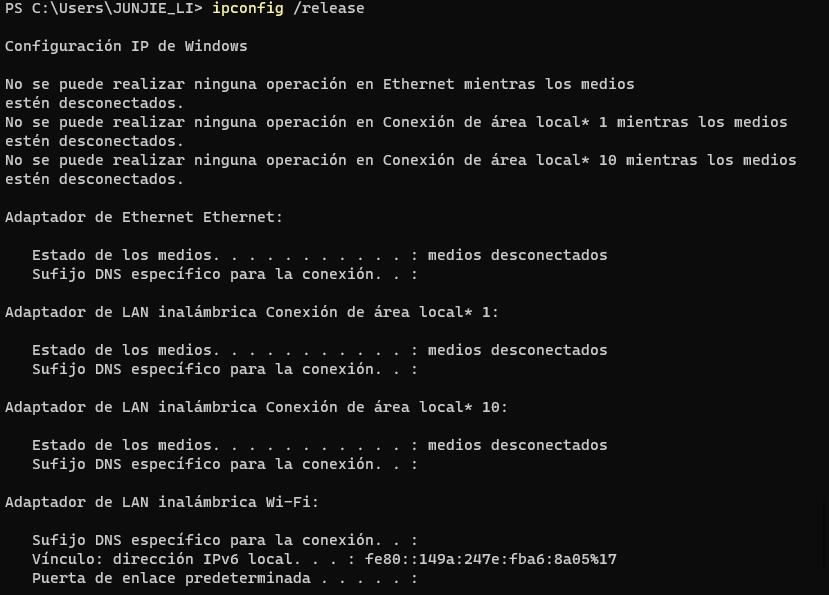 PS C:\Users\JUNJIE_LI> ipconfig /release
Configuración IP de Windows
No se puede realizar ninguna operación en Ethernet mientras los medios
estén desconectados.
No se puede realizar ninguna operación en Conexión de área local* 1 mientras los medios
estén desconectados.
No se puede realizar ninguna operación en Conexión de área local* 10 mientras los medios
estén desconectados.
Adaptador de Ethernet Ethernet:
Estado de los medios. . . . . . . . . . . : medios desconectados
Sufijo DNS específico para la conexión. . :
Adaptador de LAN inalámbrica Conexión de área local* 1:
Estado de los medios. . . . . . . . . . . : medios desconectados
Sufijo DNS específico para la conexión. . :
Adaptador de LAN inalámbrica Conexión de área local* 10:
Estado de los medios. . . . . . . . . . . : medios desconectados
Sufijo DNS específico para la conexión. . :
Adaptador de LAN inalámbrica Wi-Fi:
Sufijo DNS específico para la conexión. . :
Vínculo: dirección IPv6 local. . . : fe80::149a:247e:fba6:8a05%17
Puerta de enlace predeterminada . . . . . :